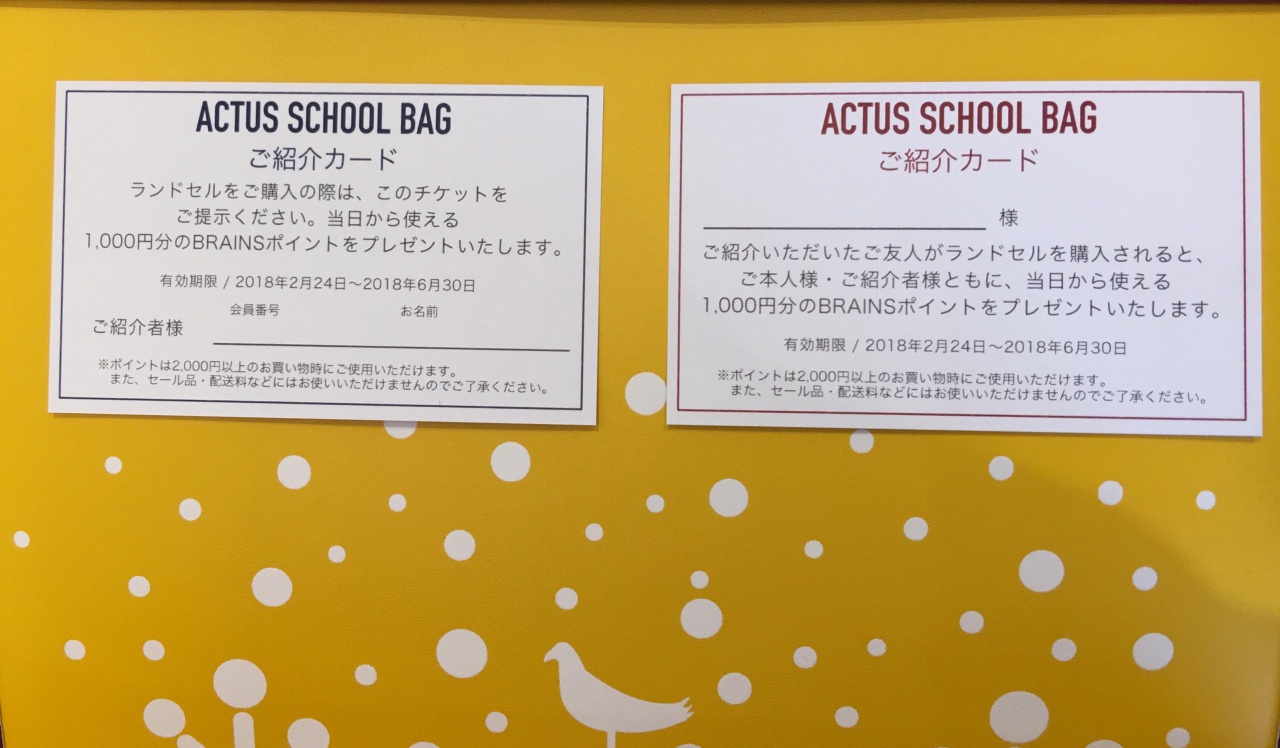 ACTUS SCHOOL BAG
ご紹介カード
ランドセルをご購入の際は、このチケットを
ご提示ください。当日から使える
1,000円分のBRAINSポイントをプレゼントいたします。
有効期限 / 2018年2月24日〜2018年6月30日
会員番号 お名前
ご紹介者様
※ポイントは2,000円以上のお買い物時にご使用いただけます。
また、セール品・配送料などにはお使いいただけませんのでご了承ください。
ACTUS SCHOOL BAG
ご紹介カード
様
ご紹介いただいたご友人がランドセルを購入されると、
ご本人様・ご紹介者様ともに、当日から使える
1,000円分のBRAINSポイントをプレゼントいたします。
有効期限 / 2018年2月24日〜2018年6月30日
※ポイントは2,000円以上のお買い物時にご使用いただけます。
また、セール品・配送料などにはお使いいただけませんのでご了承ください。